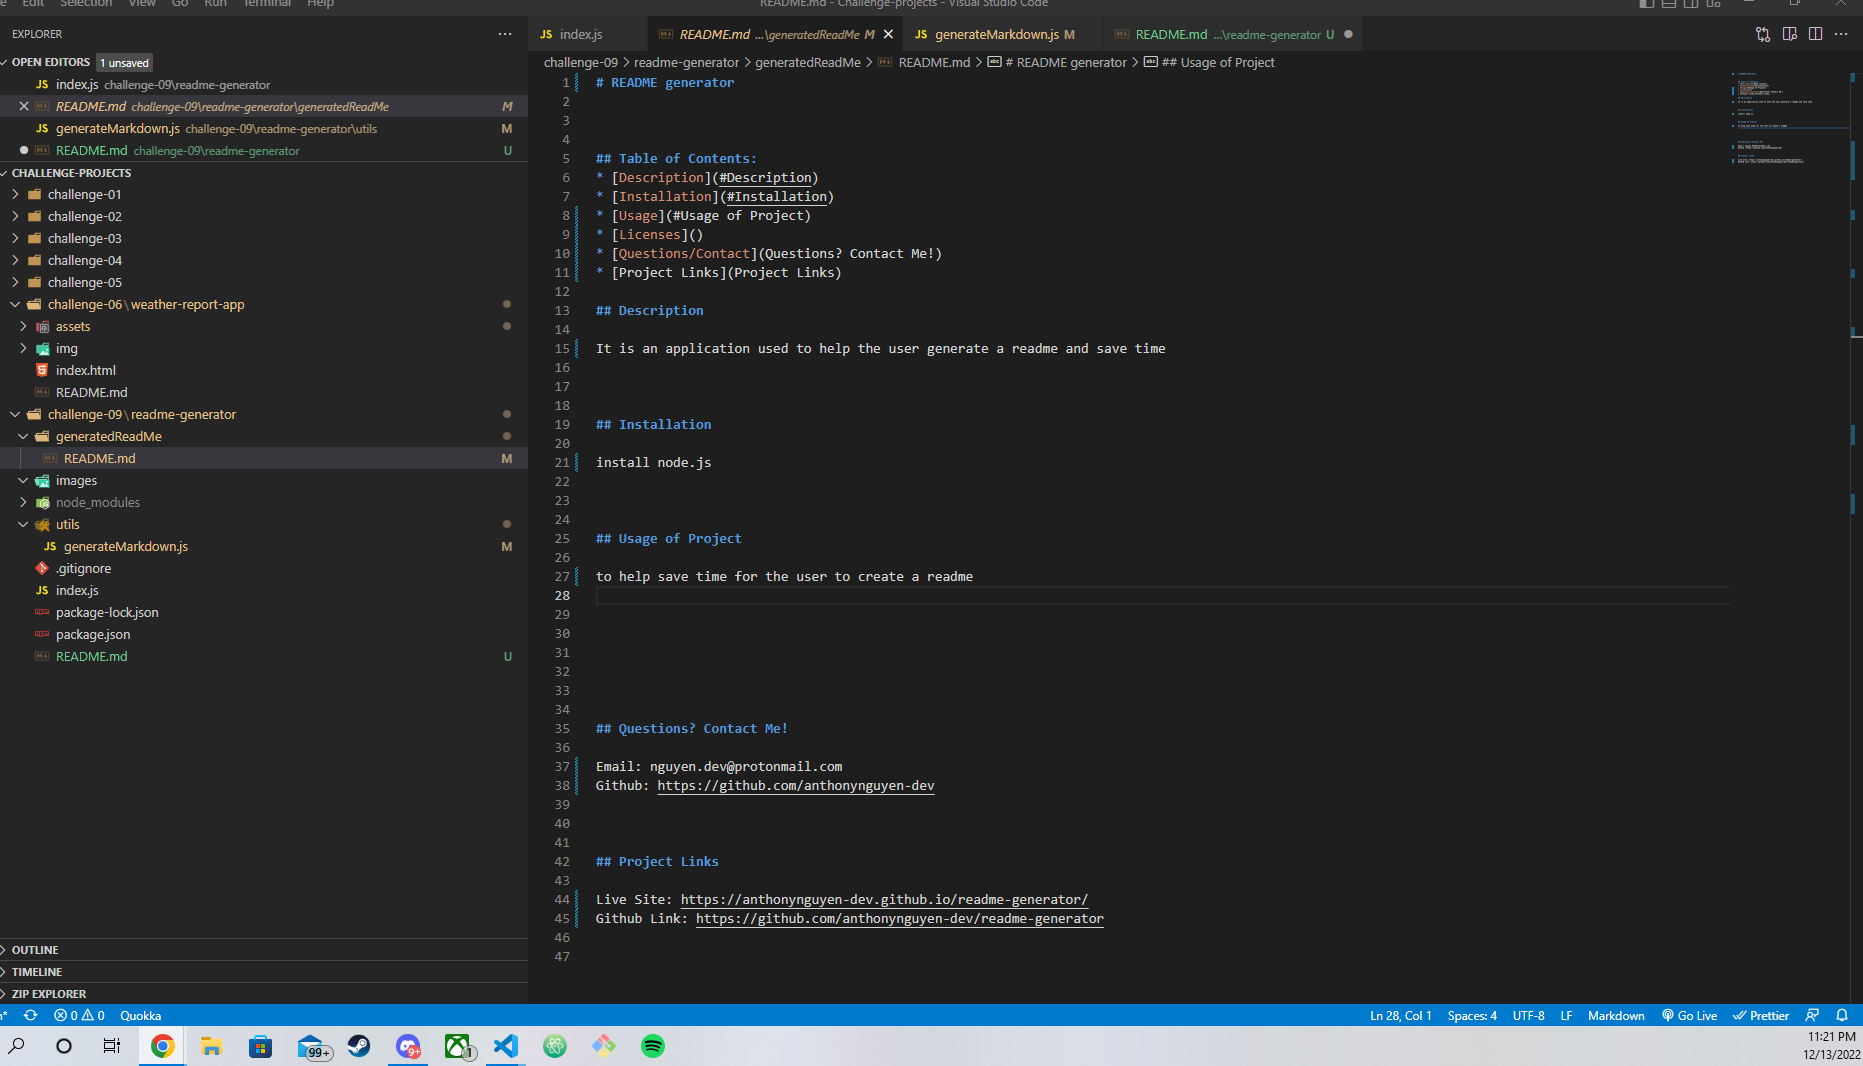 Edit Selection View Go Run Terminal Help
README.md - Challenge-projects - Visual Studio Code
EXPLORER
OPEN EDITORS 1 unsaved
JS index.js challenge-09\readme-generator
README.md challenge-09\readme-generator\generatedReadMe M
JS generateMarkdown.js challenge-09\readme-generator\utils M
README.md challenge-09\readme-generator U
CHALLENGE-PROJECTS
challenge-01
challenge-02
challenge-03
challenge-04
challenge-05
challenge-06\weather-report-app
assets
img
index.html
README.md
challenge-09\readme-generator
generatedReadMe
README.md M
images
node_modules
utils
JS generateMarkdown.js M
.gitignore
JS index.js
package-lock.json
package.json
README.md U
OUTLINE
TIMELINE
ZIP EXPLORER
JS index.js
README.md ...\generatedReadMe M
JS generateMarkdown.js M
README.md ...\readme-generator U
challenge-09 > readme-generator > generatedReadMe > README.md > # README generator > ## Usage of Project
1 # README generator
2
3
4
5 ## Table of Contents:
6 * [Description](#Description)
7 * [Installation](#Installation)
8 * [Usage](#Usage of Project)
9 * [Licenses]()
10 * [Questions/Contact](Questions? Contact Me!)
11 * [Project Links](Project Links)
12
13 ## Description
14
15 It is an application used to help the user generate a readme and save time
16
17
18
19 ## Installation
20
21 install node.js
22
23
24
25 ## Usage of Project
26
27 to help save time for the user to create a readme
28
29
30
31
32
33
34
35 ## Questions? Contact Me!
36
37 Email: nguyen.dev@protonmail.com
38 Github: https://github.com/anthonynguyen-dev
39
40
41
42 ## Project Links
43
44 Live Site: https://anthonynguyen-dev.github.io/readme-generator/
45 Github Link: https://github.com/anthonynguyen-dev/readme-generator
46
47
0 0 Quokka
Ln 28, Col 1 Spaces: 4 UTF-8 LF Markdown Go Live Prettier
99+
9+
1
11:21 PM
12/13/2022